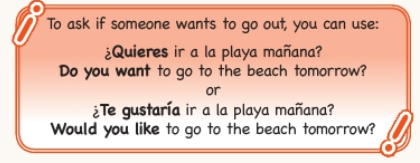 To ask if someone wants to go out, you can use:
¿Quieres ir a la playa mañana?
Do you want to go to the beach tomorrow?
or
¿Te gustaría ir a la playa mañana?
Would you like to go to the beach tomorrow?